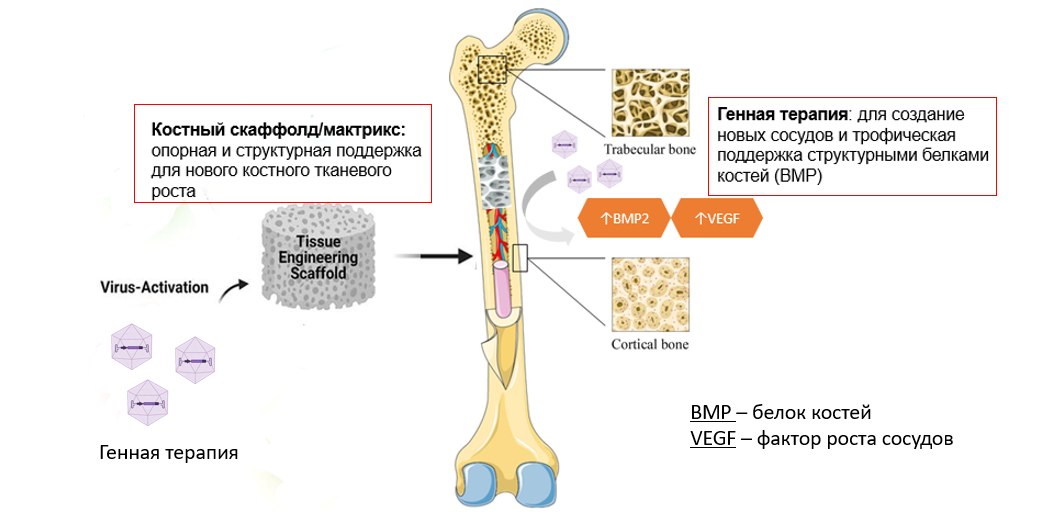 Костный скаффолд/мактрикс:
опорная и структурная поддержка
для нового костного тканевого
роста
Tissue
Engineering
Scaffold
Virus-Activation
Генная терапия
Trabecular bone
Генная терапия: для создание
новых сосудов и трофическая
поддержка структурными белками
костей (BMP)
↑BMP2
↑VEGF
Cortical bone
BMP – белок костей
VEGF – фактор роста сосудов